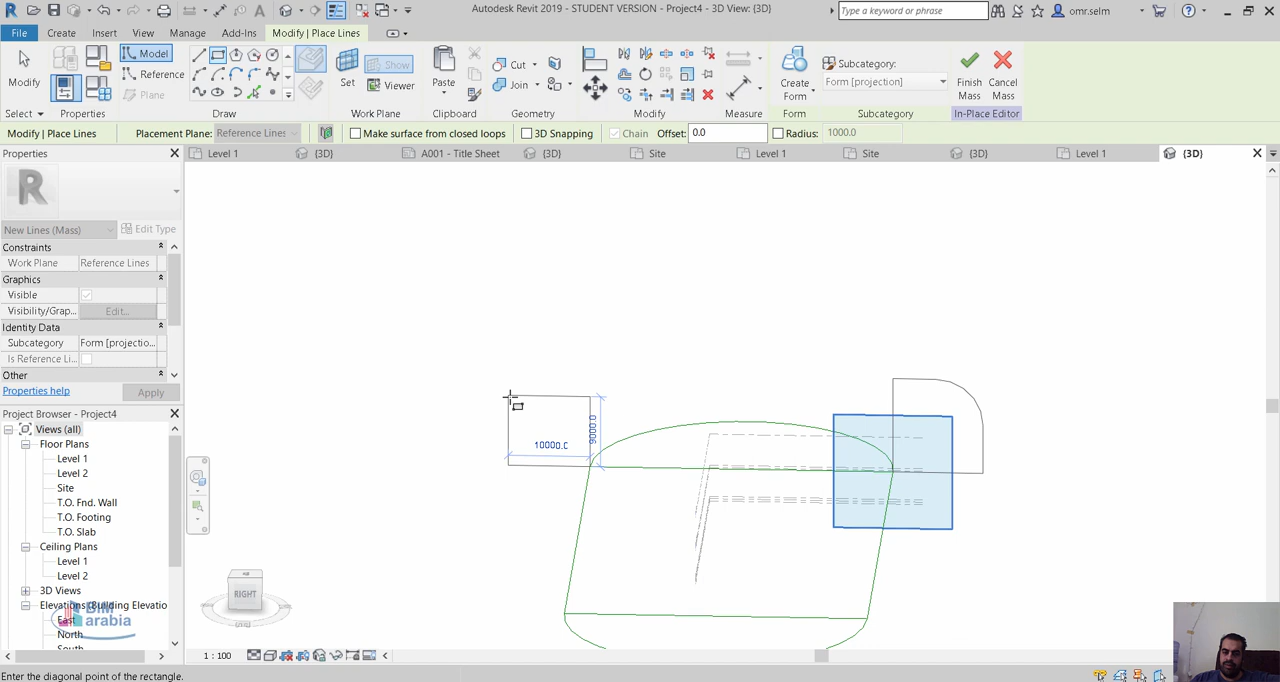 Autodesk Revit 2019 - STUDENT VERSION - Project4 - 3D View: {3D}
Type a keyword or phrase
omr.selm
File
Create
Insert
View
Manage
Add-Ins
Modify | Place Lines
Modify
Model
Reference
Plane
Set
Show
Viewer
Paste
Cut
Join
Create Form
Subcategory:
Form [projection]
Finish Mass
Cancel Mass
Select
Properties
Draw
Work Plane
Clipboard
Geometry
Modify
Measure
Form
Subcategory
In-Place Editor
Modify | Place Lines
Placement Plane:
Reference Lines
Make surface from closed loops
3D Snapping
Chain
Offset:
0.0
Radius:
1000.0
Properties
Level 1
{3D}
A001 - Title Sheet
{3D}
Site
Level 1
Site
{3D}
Level 1
{3D}
New Lines (Mass)
Edit Type
Constraints
Work Plane
Reference Lines
Graphics
Visible
Visibility/Grap...
Edit...
Identity Data
Subcategory
Form [projectio...
Is Reference Li...
Other
Properties help
Apply
Project Browser - Project4
Views (all)
Floor Plans
Level 1
Level 2
Site
T.O. Fnd. Wall
T.O. Footing
T.O. Slab
Ceiling Plans
Level 1
Level 2
3D Views
Elevations (Building Elevatio
East
North
South
BIM
arabia
9000.0
10000.0
RIGHT
1 : 100
Enter the diagonal point of the rectangle.